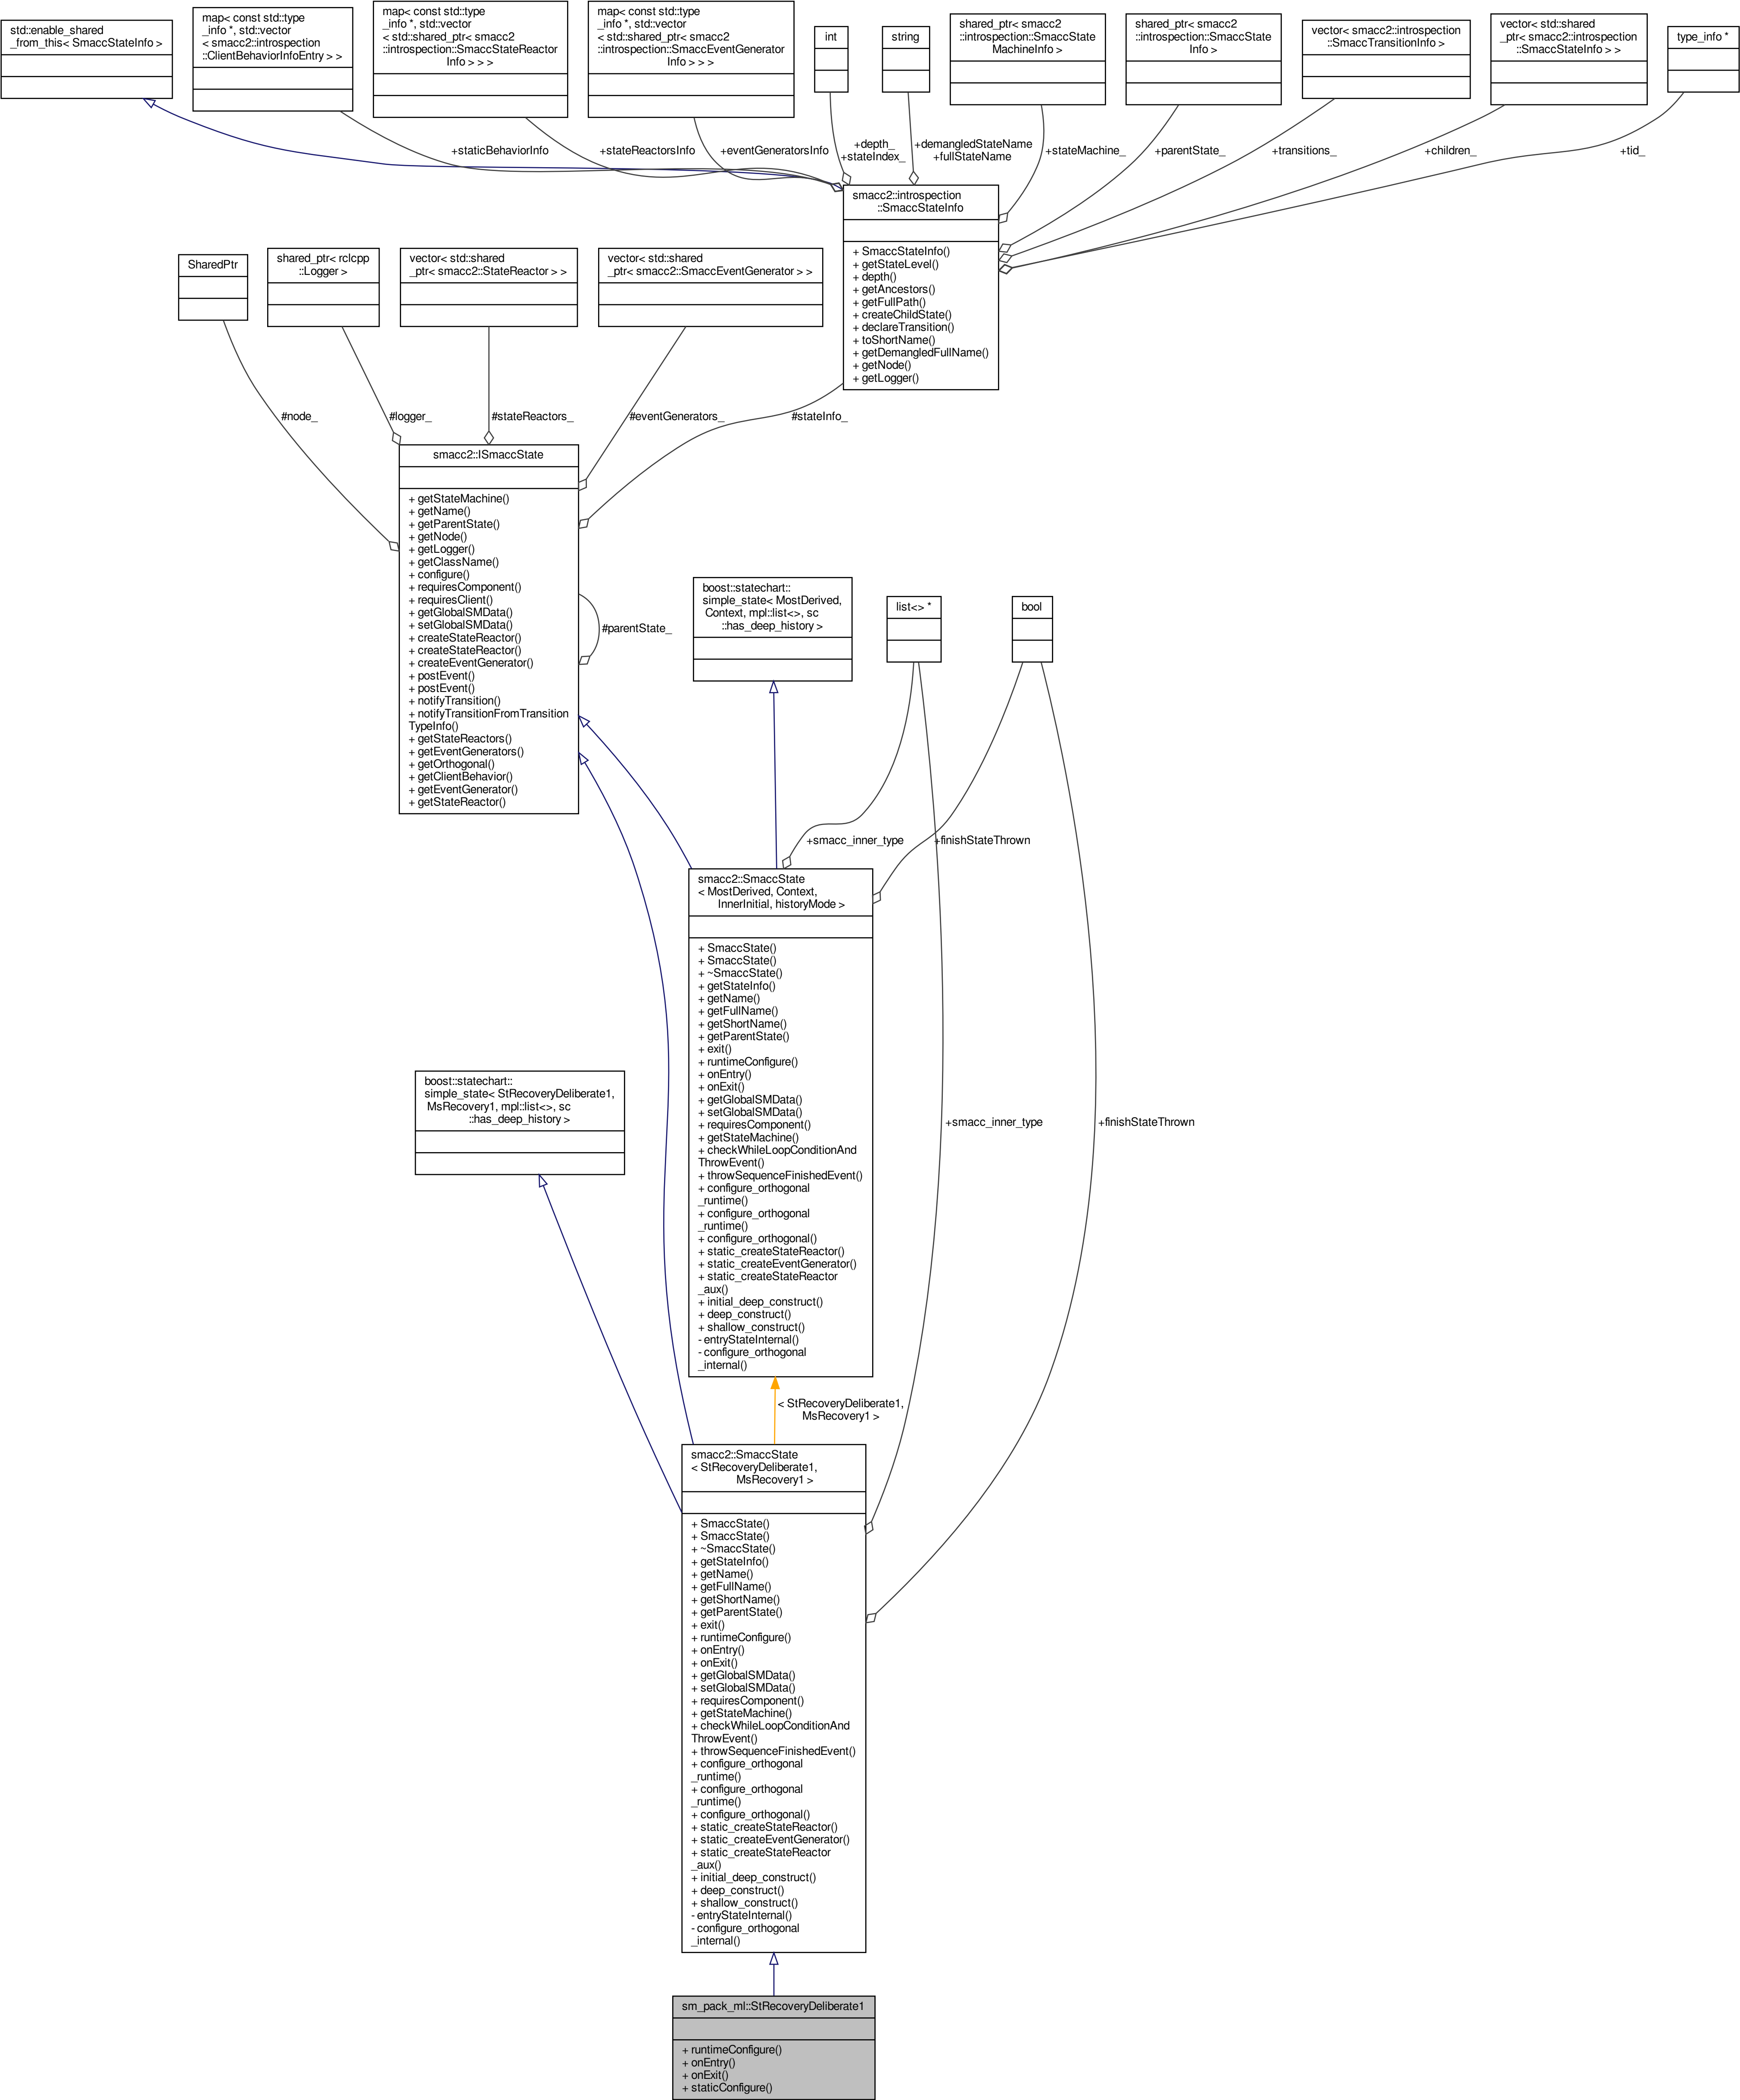 std::enable_shared
_from_this< SmaccStateInfo >
map< const std::type
_info *, std::vector
< smacc2::introspection
::ClientBehaviorInfoEntry > >
map< const std::type
_info *, std::vector
< std::shared_ptr< smacc2
::introspection::SmaccStateReactor
Info > > >
map< const std::type
_info *, std::vector
< std::shared_ptr< smacc2
::introspection::SmaccEventGenerator
Info > > >
int
string
shared_ptr< smacc2
::introspection::SmaccState
MachineInfo >
shared_ptr< smacc2
::introspection::SmaccState
Info >
vector< smacc2::introspection
::SmaccTransitionInfo >
vector< std::shared
_ptr< smacc2::introspection
::SmaccStateInfo > >
type_info *
+staticBehaviorInfo
+stateReactorsInfo
+eventGeneratorsInfo
+depth_
+stateIndex_
+demangledStateName
+fullStateName
+stateMachine_
+parentState_
+transitions_
+children_
+tid_
smacc2::introspection
::SmaccStateInfo
+ SmaccStateInfo()
+ getStateLevel()
+ depth()
+ getAncestors()
+ getFullPath()
+ createChildState()
+ declareTransition()
+ toShortName()
+ getDemangledFullName()
+ getNode()
+ getLogger()
SharedPtr
shared_ptr< rclcpp
::Logger >
vector< std::shared
_ptr< smacc2::StateReactor > >
vector< std::shared
_ptr< smacc2::SmaccEventGenerator > >
#node_
#logger_
#stateReactors_
#eventGenerators_
#stateInfo_
smacc2::ISmaccState
+ getStateMachine()
+ getName()
+ getParentState()
+ getNode()
+ getLogger()
+ getClassName()
+ configure()
+ requiresComponent()
+ requiresClient()
+ getGlobalSMData()
+ setGlobalSMData()
+ createStateReactor()
+ createStateReactor()
+ createEventGenerator()
+ postEvent()
+ postEvent()
+ notifyTransition()
+ notifyTransitionFromTransition
TypeInfo()
+ getStateReactors()
+ getEventGenerators()
+ getOrthogonal()
+ getClientBehavior()
+ getEventGenerator()
+ getStateReactor()
#parentState_
boost::statechart::
simple_state< MostDerived,
Context, mpl::list<>, sc
::has_deep_history >
list<> *
bool
+smacc_inner_type
+finishStateThrown
smacc2::SmaccState
< MostDerived, Context,
InnerInitial, historyMode >
+ SmaccState()
+ SmaccState()
+ ~SmaccState()
+ getStateInfo()
+ getName()
+ getFullName()
+ getShortName()
+ getParentState()
+ exit()
+ runtimeConfigure()
+ onEntry()
+ onExit()
+ getGlobalSMData()
+ setGlobalSMData()
+ requiresComponent()
+ getStateMachine()
+ checkWhileLoopConditionAnd
ThrowEvent()
+ throwSequenceFinishedEvent()
+ configure_orthogonal
_runtime()
+ configure_orthogonal
_runtime()
+ configure_orthogonal()
+ static_createStateReactor()
+ static_createEventGenerator()
+ static_createStateReactor
_aux()
+ initial_deep_construct()
+ deep_construct()
+ shallow_construct()
- entryStateInternal()
- configure_orthogonal
_internal()
boost::statechart::
simple_state< StRecoveryDeliberate1,
MsRecovery1, mpl::list<>, sc
::has_deep_history >
+smacc_inner_type
+finishStateThrown
< StRecoveryDeliberate1,
MsRecovery1 >
smacc2::SmaccState
< StRecoveryDeliberate1,
MsRecovery1 >
+ SmaccState()
+ SmaccState()
+ ~SmaccState()
+ getStateInfo()
+ getName()
+ getFullName()
+ getShortName()
+ getParentState()
+ exit()
+ runtimeConfigure()
+ onEntry()
+ onExit()
+ getGlobalSMData()
+ setGlobalSMData()
+ requiresComponent()
+ getStateMachine()
+ checkWhileLoopConditionAnd
ThrowEvent()
+ throwSequenceFinishedEvent()
+ configure_orthogonal
_runtime()
+ configure_orthogonal
_runtime()
+ configure_orthogonal()
+ static_createStateReactor()
+ static_createEventGenerator()
+ static_createStateReactor
_aux()
+ initial_deep_construct()
+ deep_construct()
+ shallow_construct()
- entryStateInternal()
- configure_orthogonal
_internal()
sm_pack_ml::StRecoveryDeliberate1
+ runtimeConfigure()
+ onEntry()
+ onExit()
+ staticConfigure()